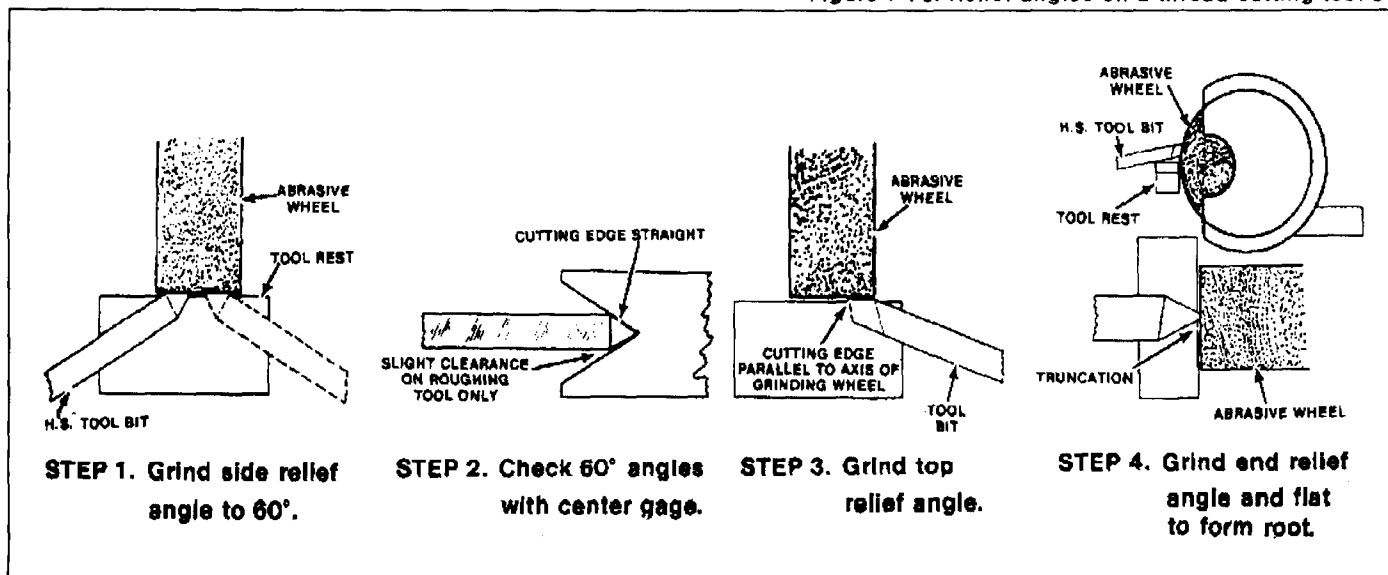 ABRASIVE
WHEEL
TOOL REST
H.S. TOOL BIT
STEP 1. Grind side relief
angle to 60°.
CUTTING EDGE STRAIGHT
SLIGHT CLEARANCE
ON ROUGHING
TOOL ONLY
STEP 2. Check 60° angles
with center gage.
ABRASIVE
WHEEL
CUTTING EDGE
PARALLEL TO AXIS OF
GRINDING WHEEL
TOOL
BIT
STEP 3. Grind top
relief angle.
ABRASIVE
WHEEL
H.S. TOOL BIT
TOOL REST
TRUNCATION
ABRASIVE WHEEL
STEP 4. Grind end relief
angle and flat
to form root.